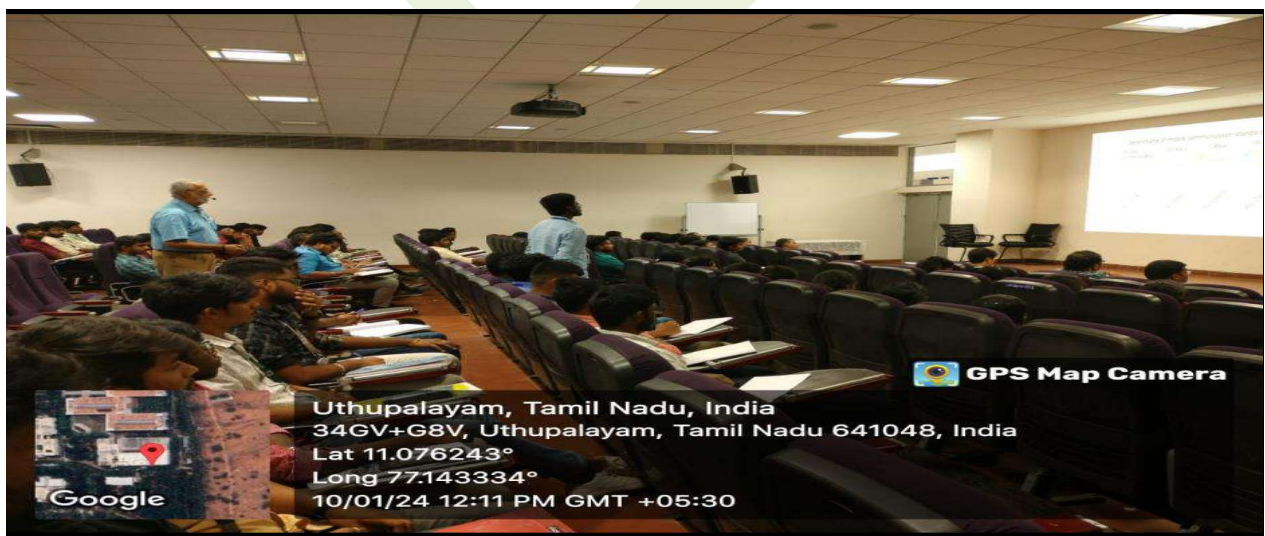 GPS Map Camera
Uthupalayam, Tamil Nadu, India
34GV+G8V, Uthupalayam, Tamil Nadu 641048, India
Lat 11.076243°
Long 77.143334°
10/01/24 12:11 PM GMT +05:30
Google